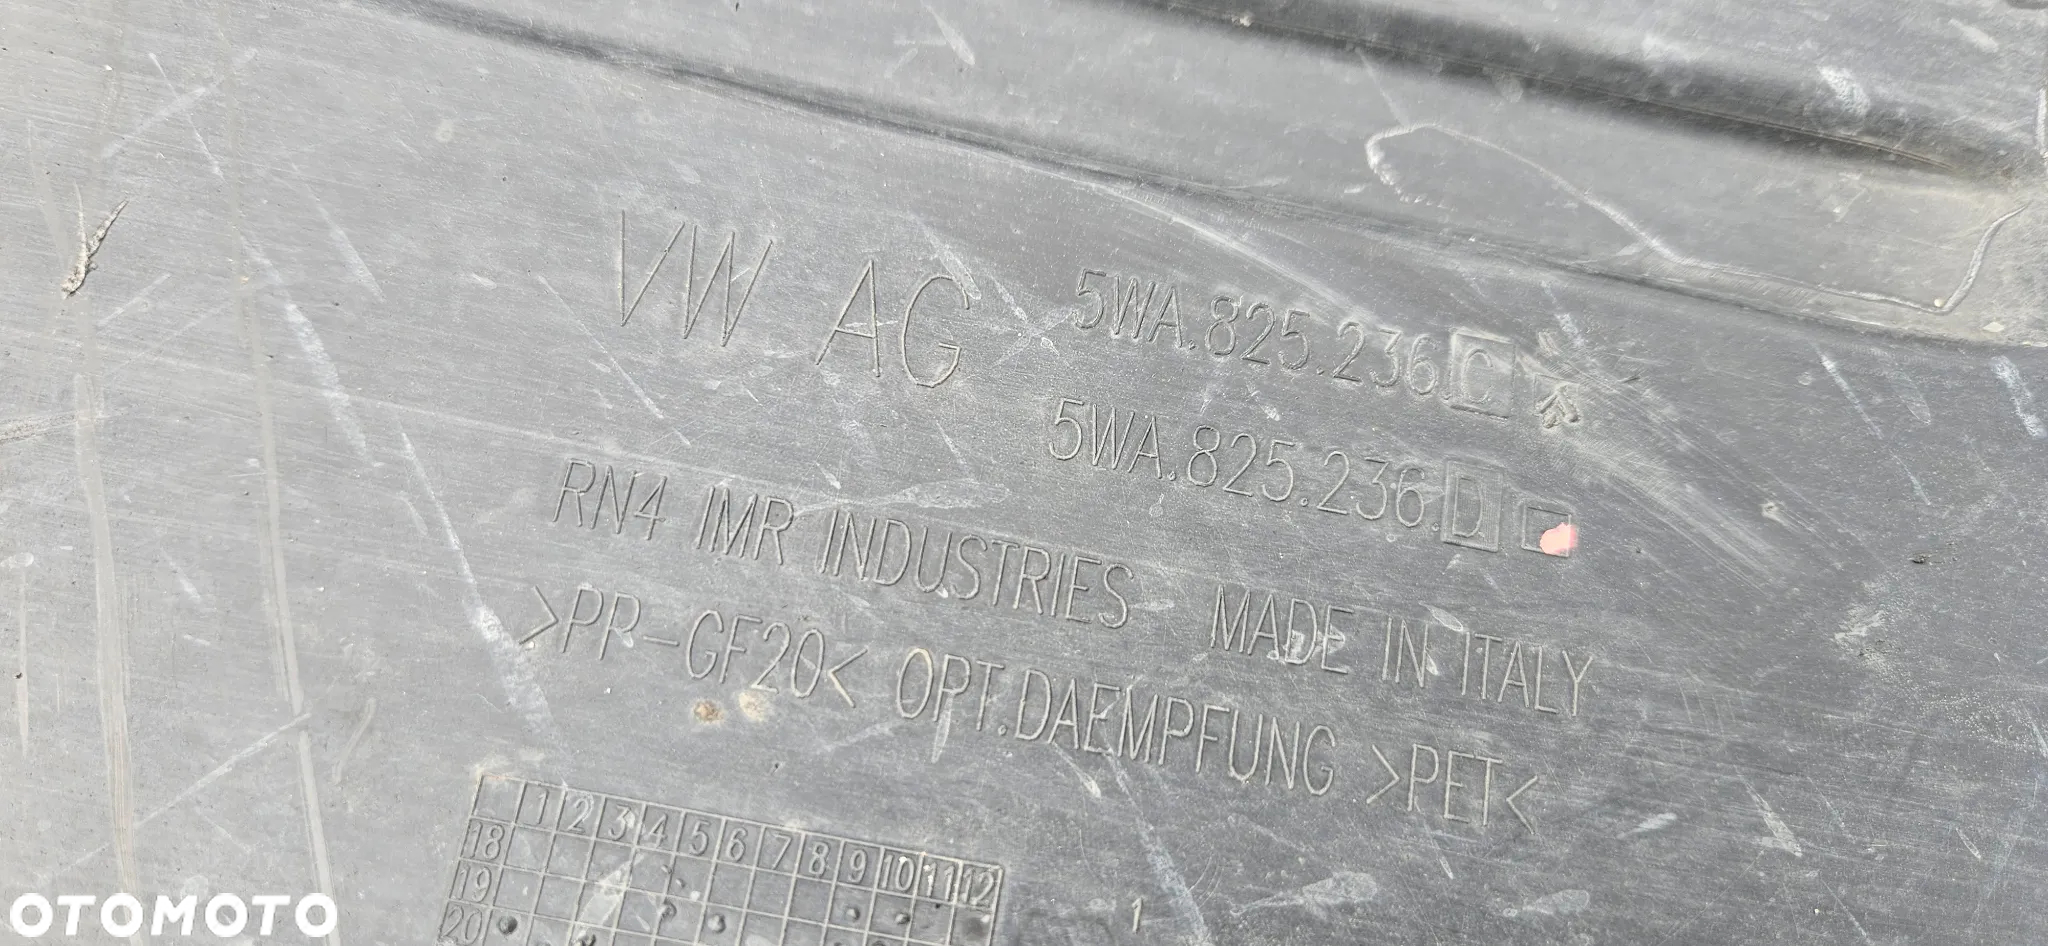 VW AG 5WA.825.236.C
5WA.825.236.D
RN4 IMR INDUSTRIES MADE IN ITALY
>PP-GF20< OPT.DAEMPFUNG >PET<
1 2 3 4 5 6 7 8 9 10 11 12
18
19
20
1
OTOMOTO